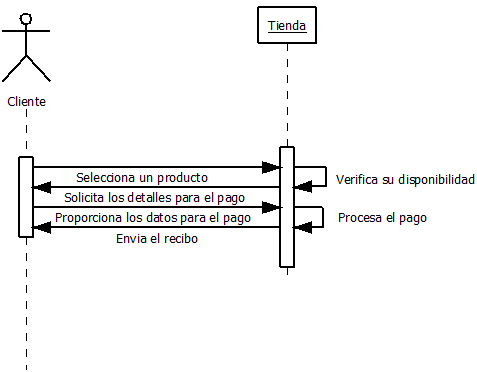 Tienda
Cliente
Selecciona un producto
Verifica su disponibilidad
Solicita los detalles para el pago
Proporciona los datos para el pago
Procesa el pago
Envia el recibo